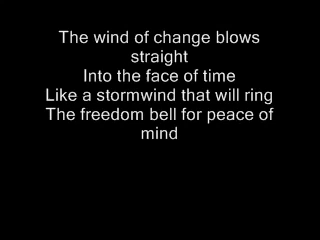 The wind of change blows
straight
Into the face of time
Like a stormwind that will ring
The freedom bell for peace of
mind